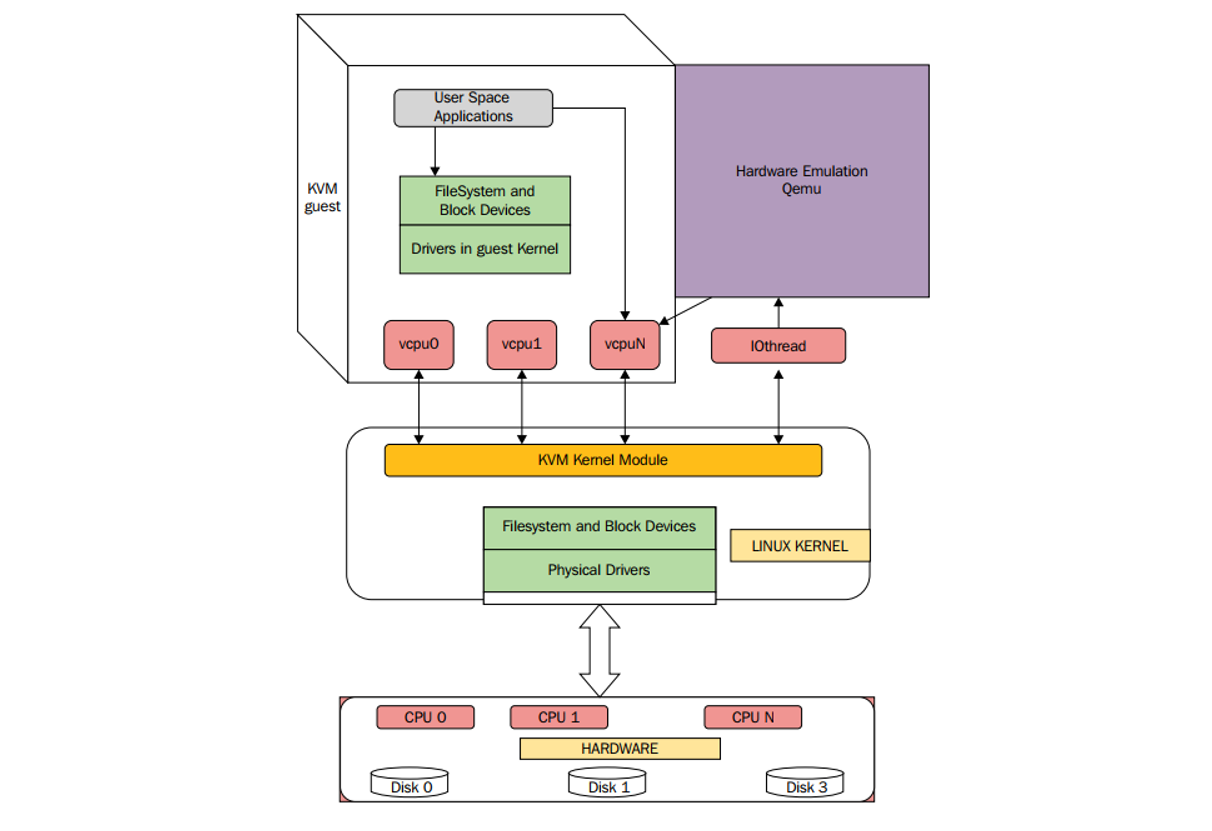 User Space
Applications
KVM
guest
FileSystem and
Block Devices
Drivers in guest Kernel
Hardware Emulation
Qemu
vcpu0
vcpu1
vcpuN
IOthread
KVM Kernel Module
Filesystem and Block Devices
Physical Drivers
LINUX KERNEL
CPU 0
CPU 1
CPU N
HARDWARE
Disk 0
Disk 1
Disk 3